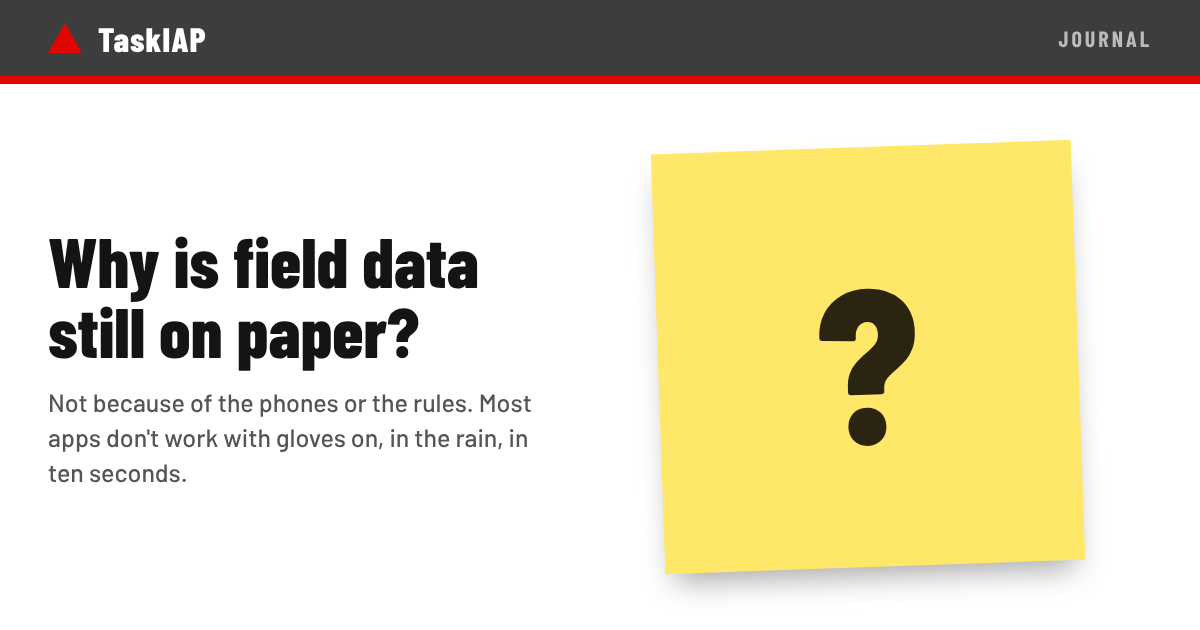 TaskIAP
JOURNAL
Why is field data
still on paper?
Not because of the phones or the rules. Most
apps don't work with gloves on, in the rain, in
ten seconds.
?